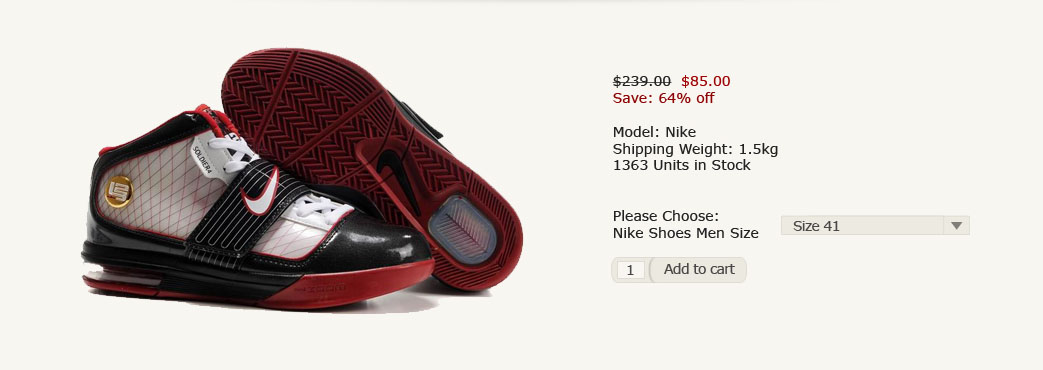 $239.00 $85.00
Save: 64% off
Model: Nike
Shipping Weight: 1.5kg
1363 Units in Stock
Please Choose:
Nike Shoes Men Size
Size 41
1 Add to cart
SOLDIER4